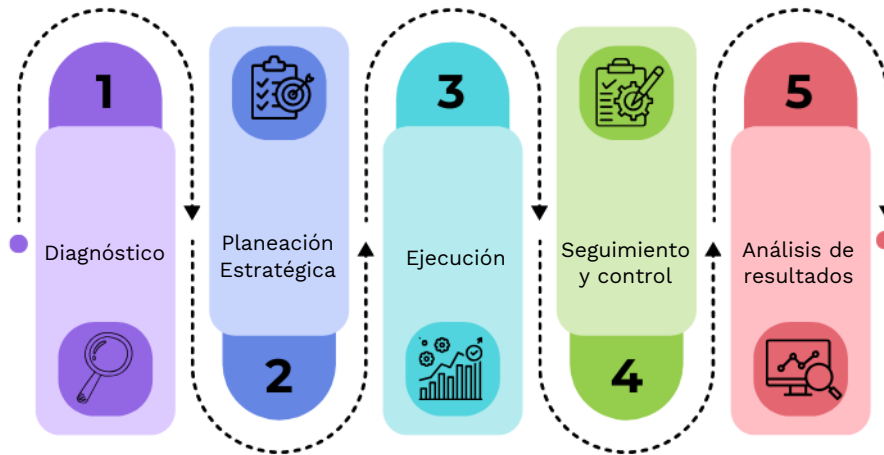 1
Diagnóstico
Planeación
Estratégica
2
3
Ejecución
Seguimiento
y control
4
5
Análisis de
resultados